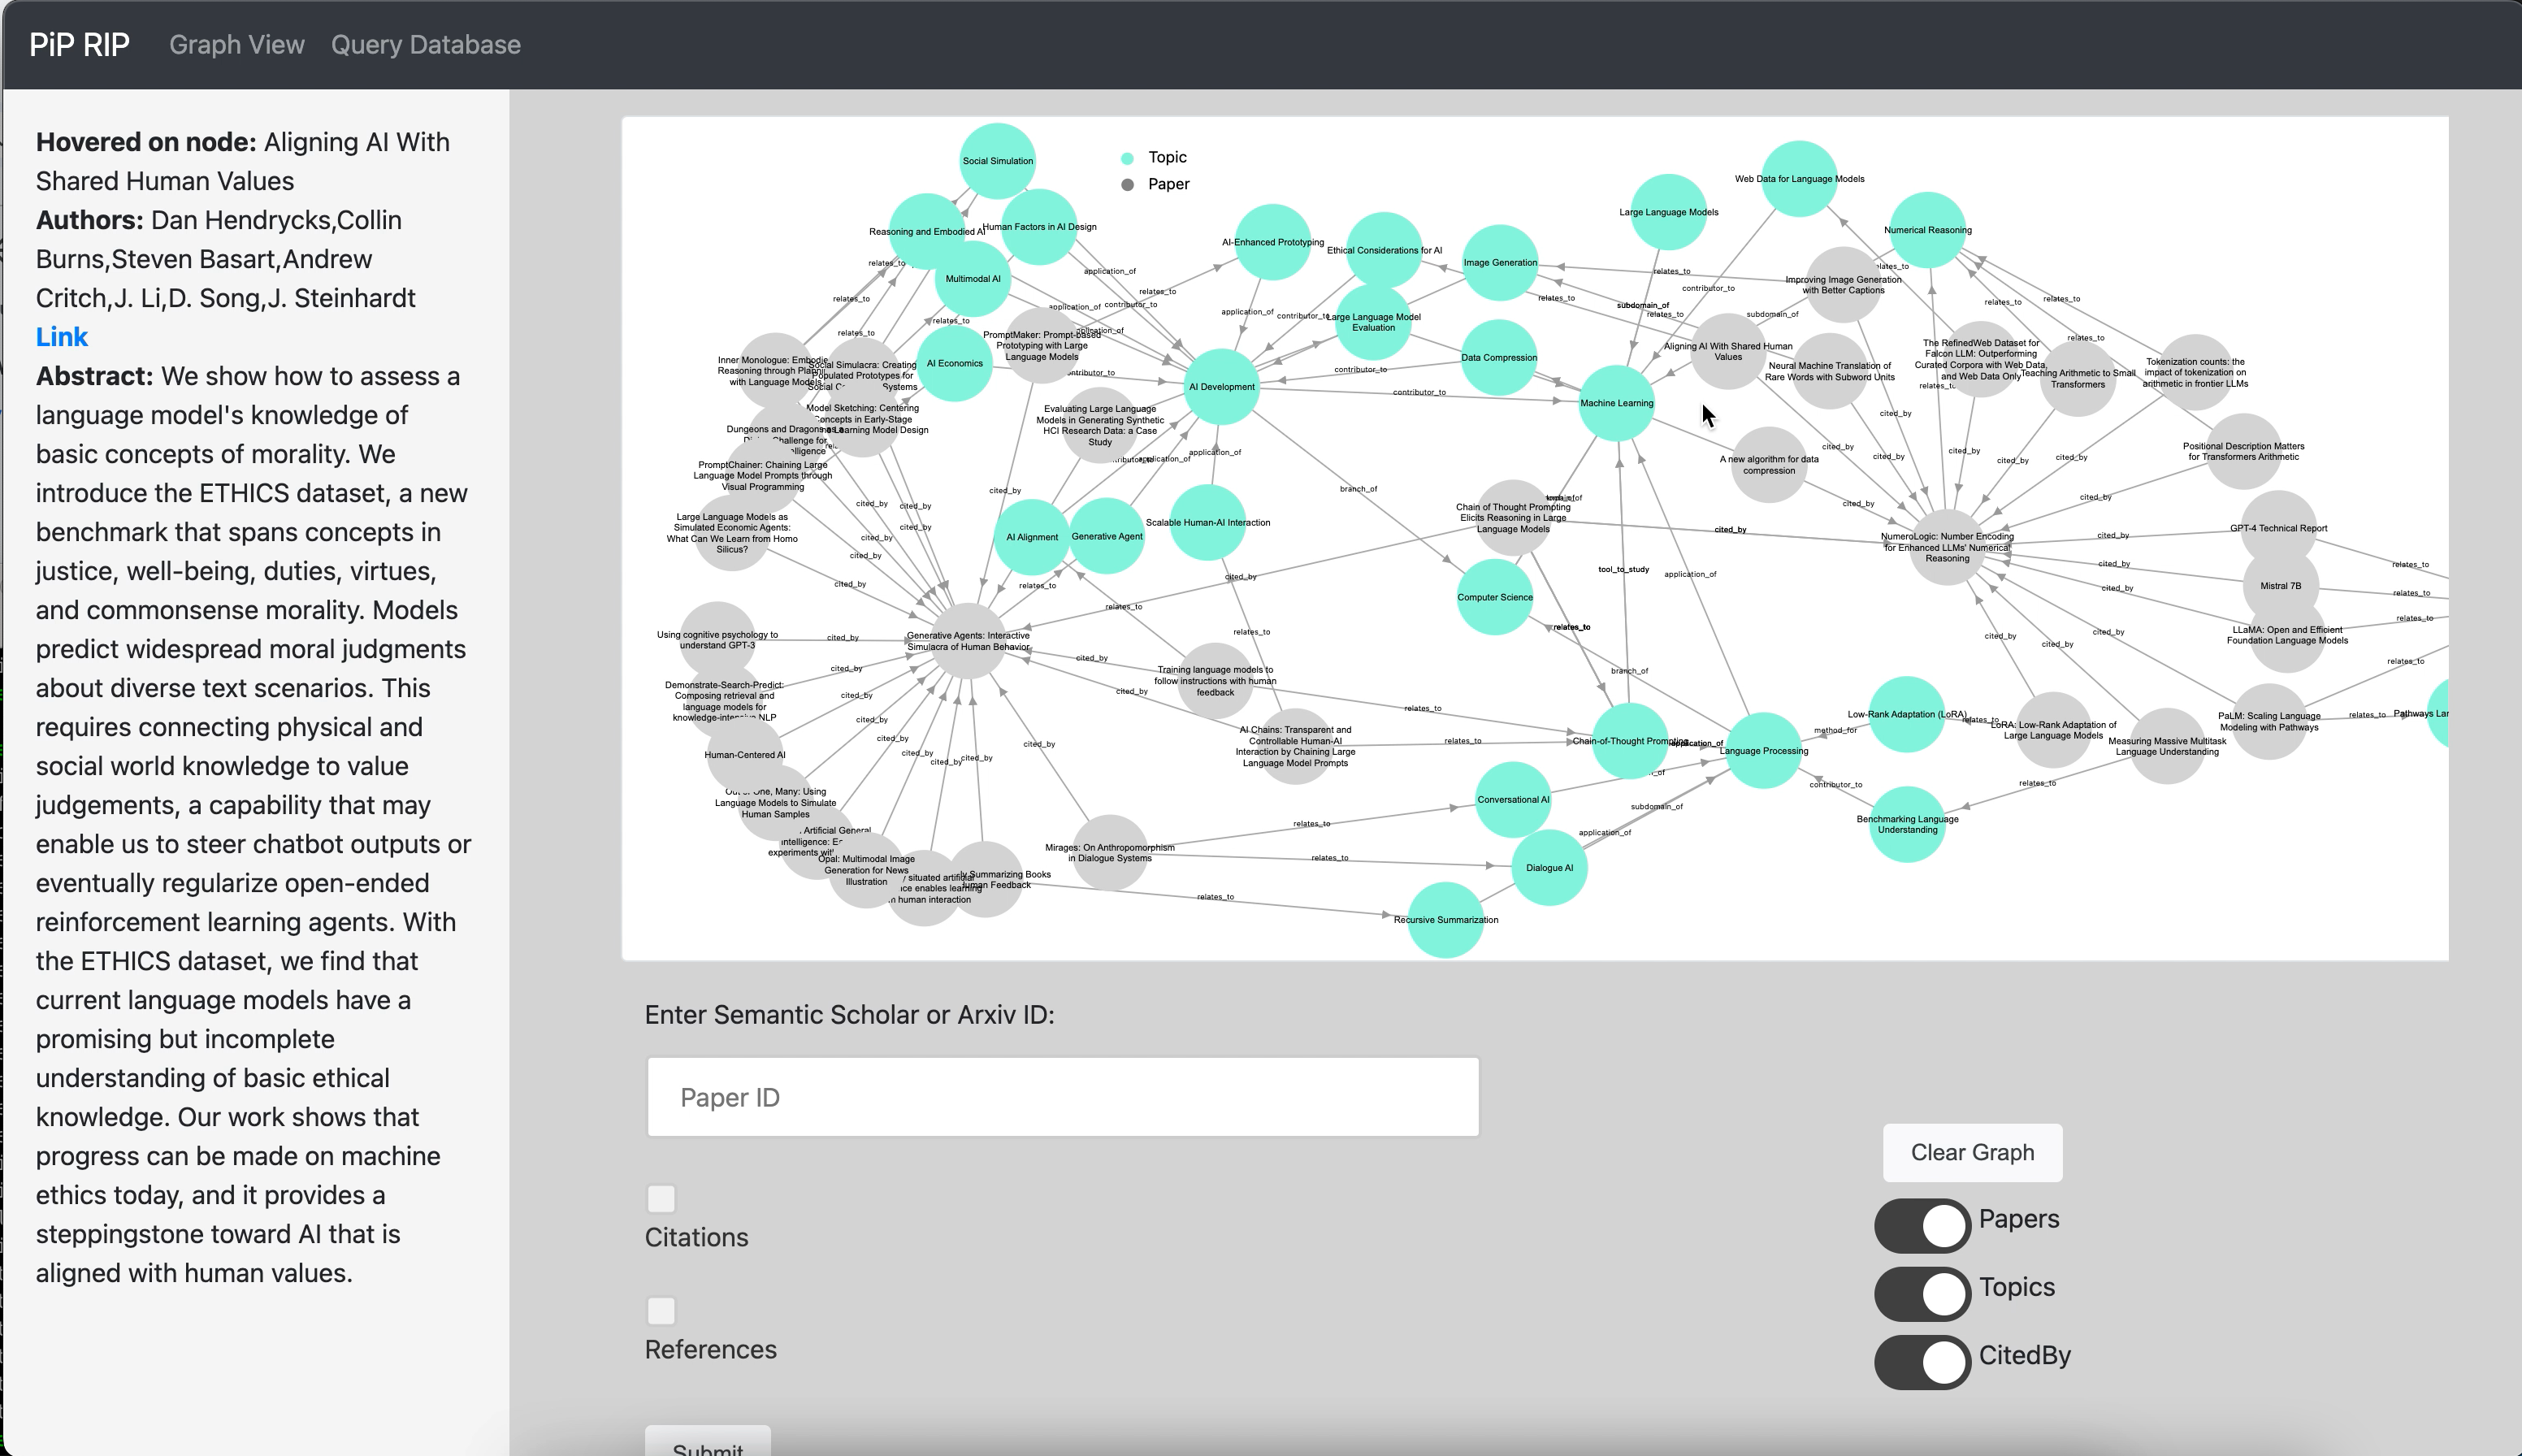 PiP RIP
Graph View
Query Database
Hovered on node: Aligning AI With
Shared Human Values
Authors: Dan Hendrycks,Collin
Burns,Steven Basart,Andrew
Critch,J. Li,D. Song,J. Steinhardt
Link
Abstract: We show how to assess a
language model's knowledge of
basic concepts of morality. We
introduce the ETHICS dataset, a new
benchmark that spans concepts in
justice, well-being, duties, virtues,
and commonsense morality. Models
predict widespread moral judgments
about diverse text scenarios. This
requires connecting physical and
social world knowledge to value
judgements, a capability that may
enable us to steer chatbot outputs or
eventually regularize open-ended
reinforcement learning agents. With
the ETHICS dataset, we find that
current language models have a
promising but incomplete
understanding of basic ethical
knowledge. Our work shows that
progress can be made on machine
ethics today, and it provides a
steppingstone toward AI that is
aligned with human values.
Topic
Paper
Social Simulation
Reasoning and Embodied AI
Human Factors in AI Design
Multimodal AI
AI-Enhanced Prototyping
Ethical Considerations for AI
Image Generation
Large Language Models
Web Data for Language Models
Numerical Reasoning
Improving Image Generation
with Better Captions
Large Language Model
Evaluation
Data Compression
AI Economics
PromptMaker: Prompt-based
Prototyping with Large
Language Models
AI Development
Machine Learning
Aligning AI With Shared Human
Values
Neural Machine Translation of
Rare Words with Subword Units
The RefinedWeb Dataset for
Falcon LLM: Outperforming
Curated Corpora with Web Data,
and Web Data Only
Teaching Arithmetic to Small
Transformers
Tokenization counts: the
impact of tokenization on
arithmetic in frontier LLMs
Inner Monologue: Embodie
Reasoning through Plann
with Language Models
Social Simulacra: Creating
Populated Prototypes for
Social C
Systems
Model Sketching: Centering
Concepts in Early-Stage
Learning Model Design
Dungeons and Dragons as a
Challenge for
PromptChainer: Chaining Large
Language Model Prompts through
Visual Programming
Large Language Models as
Simulated Economic Agents:
What Can We Learn from Homo
Silicus?
Evaluating Large Language
Models in Generating Synthetic
HCI Research Data: a Case
Study
Positional Description Matters
for Transformers Arithmetic
A new algorithm for data
compression
Chain of Thought Prompting
Elicits Reasoning in Large
Language Models
AI Alignment
Generative Agent
Scalable Human-AI Interaction
NumeroLogic: Number Encoding
for Enhanced LLMs' Numerical
Reasoning
GPT-4 Technical Report
Mistral 7B
LLaMA: Open and Efficient
Foundation Language Models
Computer Science
Using cognitive psychology to
understand GPT-3
Generative Agents: Interactive
Simulacra of Human Behavior
Demonstrate-Search-Predict:
Composing retrieval and
language models for
knowledge-intensive NLP
Training language models to
follow instructions with human
feedback
AI Chains: Transparent and
Controllable Human-AI
Interaction by Chaining Large
Language Model Prompts
Chain-of-Thought Prompting
Language Processing
Low-Rank Adaptation (LoRA)
LoRA: Low-Rank Adaptation of
Large Language Models
Measuring Massive Multitask
Language Understanding
PaLM: Scaling Language
Modeling with Pathways
Pathways Lan
Human-Centered AI
One, Many: Using
Language Models to Simulate
Human Samples
Artificial General
experiments wit
Opal: Multimodal Image
Generation for News
Illustration
situated artificial
enables learning
human interaction
Summarizing Books
Human Feedback
Mirages: On Anthropomorphism
in Dialogue Systems
Conversational AI
Dialogue AI
Recursive Summarization
Benchmarking Language
Understanding
relates_to
application_of
contributor_to
subdomain_of
branch_of
tool_to_study
method_for
cited_by
Enter Semantic Scholar or Arxiv ID:
Paper ID
Citations
References
Submit
Clear Graph
Papers
Topics
CitedBy